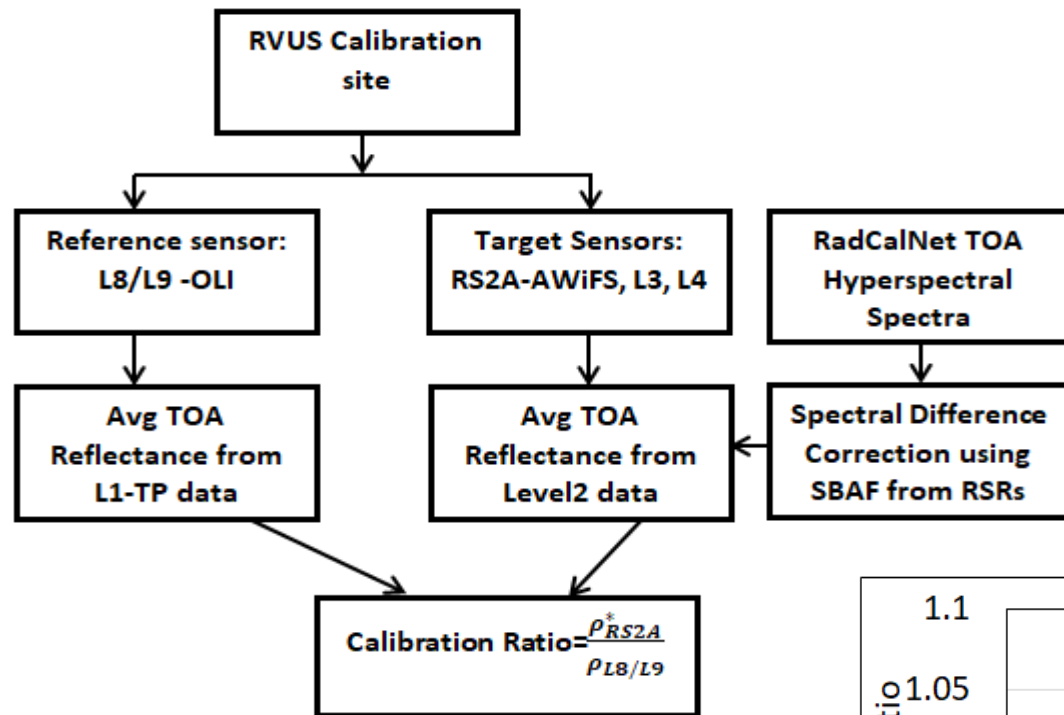 RVUS Calibration
site
Reference sensor:
L8/L9 -OLI
Target Sensors:
RS2A-AWiFS, L3, L4
RadCalNet TOA
Hyperspectral
Spectra
Avg TOA
Reflectance from
L1-TP data
Avg TOA
Reflectance from
Level2 data
Spectral Difference
Correction using
SBAF from RSRs
Calibration Ratio=ρ*RS2A
ρL8/L9
1.1
1.05